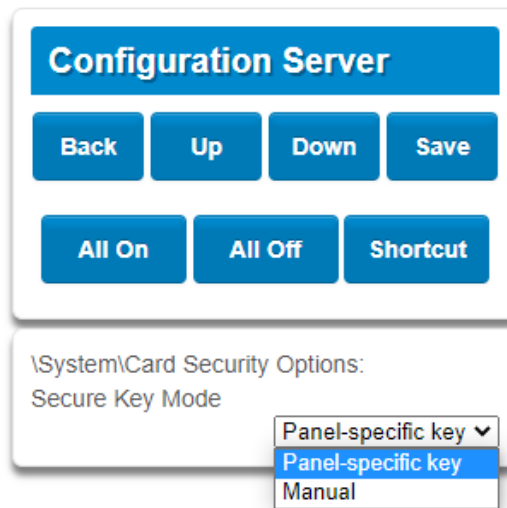 Configuration Server
Back Up Down Save
All On All Off Shortcut
\System\Card Security Options:
Secure Key Mode
Panel-specific key
Panel-specific key
Manual